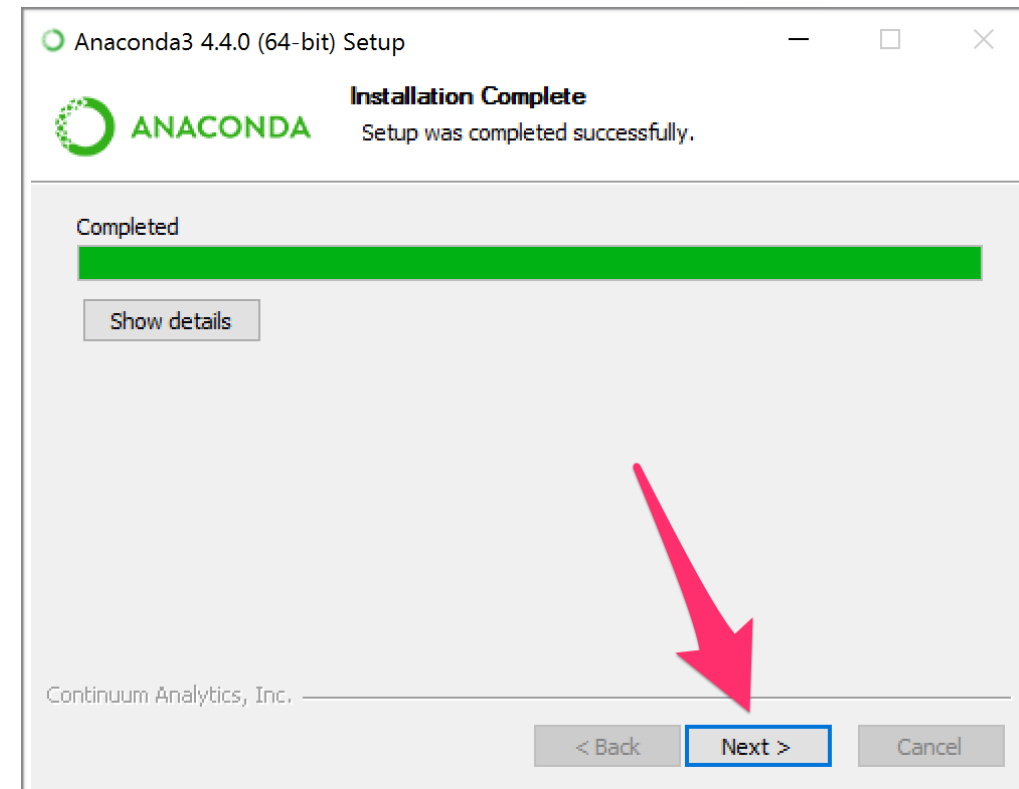 Anaconda3 4.4.0 (64-bit) Setup
ANACONDA
Installation Complete
Setup was completed successfully.
Completed
Show details
Continuum Analytics, Inc.
< Back
Next >
Cancel